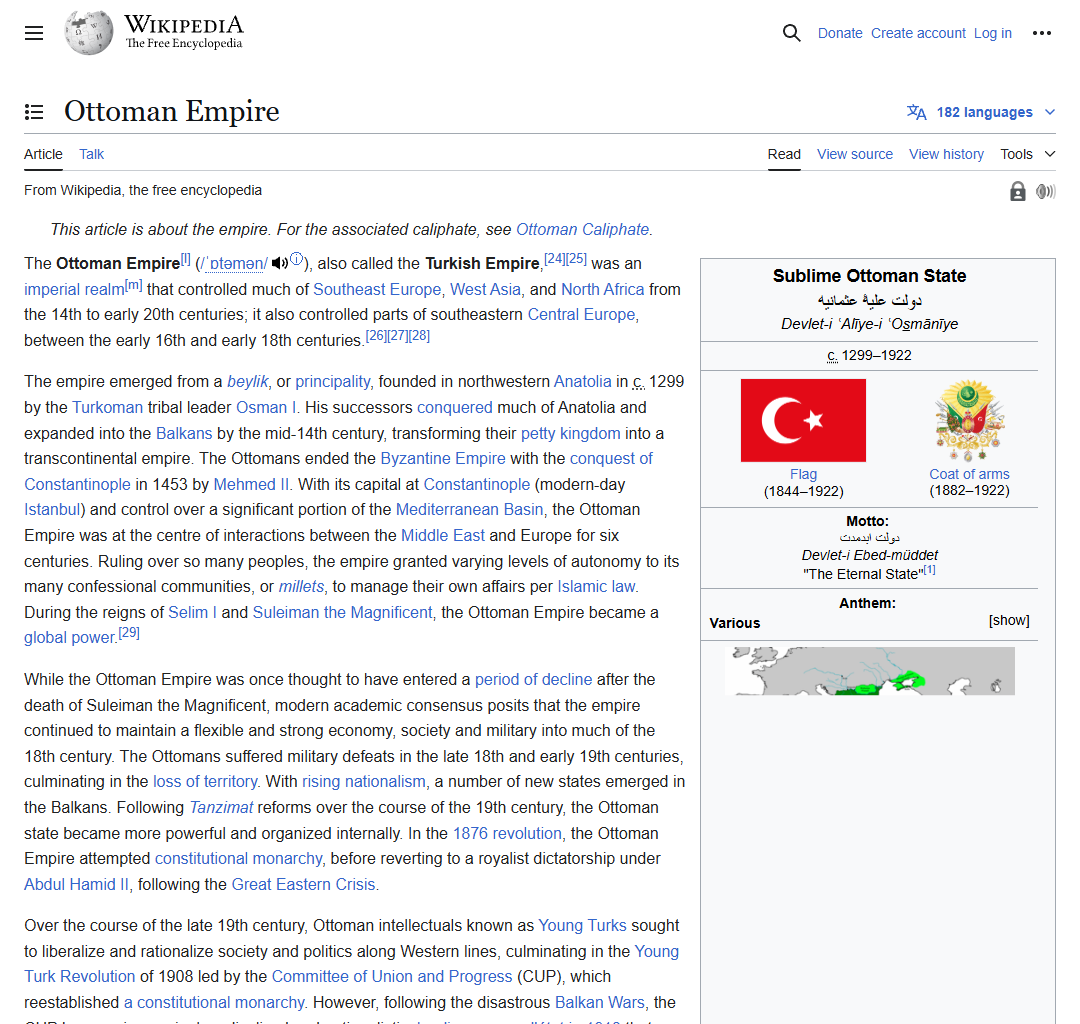 WIKIPEDIA
The Free Encyclopedia
Donate Create account Log in
Ottoman Empire
182 languages
Article Talk
Read View source View history Tools
From Wikipedia, the free encyclopedia
This article is about the empire. For the associated caliphate, see Ottoman Caliphate.
The Ottoman Empire[l] (/ˈɒtəmən/ ⓘ), also called the Turkish Empire,[24][25] was an
imperial realm[m] that controlled much of Southeast Europe, West Asia, and North Africa from
the 14th to early 20th centuries; it also controlled parts of southeastern Central Europe,
between the early 16th and early 18th centuries.[26][27][28]
The empire emerged from a beylik, or principality, founded in northwestern Anatolia in c. 1299
by the Turkoman tribal leader Osman I. His successors conquered much of Anatolia and
expanded into the Balkans by the mid-14th century, transforming their petty kingdom into a
transcontinental empire. The Ottomans ended the Byzantine Empire with the conquest of
Constantinople in 1453 by Mehmed II. With its capital at Constantinople (modern-day
Istanbul) and control over a significant portion of the Mediterranean Basin, the Ottoman
Empire was at the centre of interactions between the Middle East and Europe for six
centuries. Ruling over so many peoples, the empire granted varying levels of autonomy to its
many confessional communities, or millets, to manage their own affairs per Islamic law.
During the reigns of Selim I and Suleiman the Magnificent, the Ottoman Empire became a
global power.[29]
While the Ottoman Empire was once thought to have entered a period of decline after the
death of Suleiman the Magnificent, modern academic consensus posits that the empire
continued to maintain a flexible and strong economy, society and military into much of the
18th century. The Ottomans suffered military defeats in the late 18th and early 19th centuries,
culminating in the loss of territory. With rising nationalism, a number of new states emerged in
the Balkans. Following Tanzimat reforms over the course of the 19th century, the Ottoman
state became more powerful and organized internally. In the 1876 revolution, the Ottoman
Empire attempted constitutional monarchy, before reverting to a royalist dictatorship under
Abdul Hamid II, following the Great Eastern Crisis.
Over the course of the late 19th century, Ottoman intellectuals known as Young Turks sought
to liberalize and rationalize society and politics along Western lines, culminating in the Young
Turk Revolution of 1908 led by the Committee of Union and Progress (CUP), which
reestablished a constitutional monarchy. However, following the disastrous Balkan Wars, the
Sublime Ottoman State
دولت عليهٔ عثمانیه
Devlet-i ʿAlīye-i ʿOsmānīye
c. 1299–1922
Flag
(1844–1922)
Coat of arms
(1882–1922)
Motto:
دولت ابدمدت
Devlet-i Ebed-müddet
"The Eternal State"[1]
Anthem:
Various
[show]